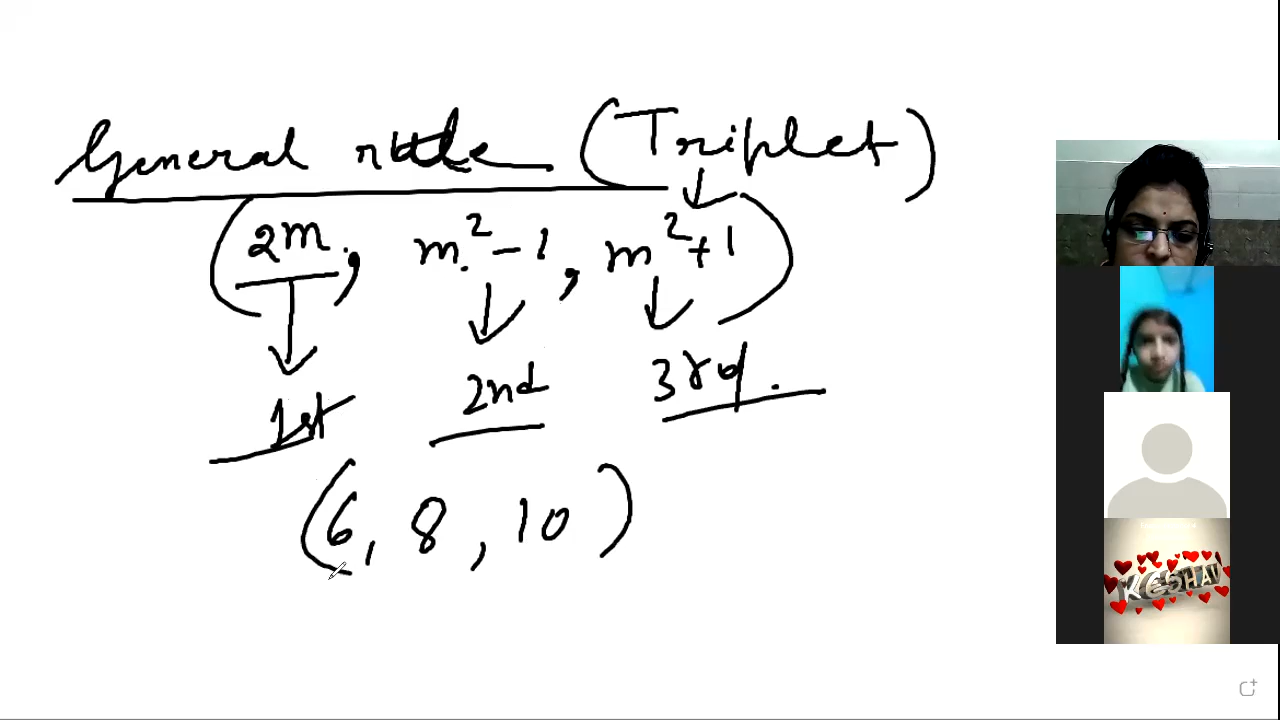 General rule (Triplet)
(2m, m²-1, m²+1)
1st 2nd 3rd.
(6, 8, 10)
KESHAV